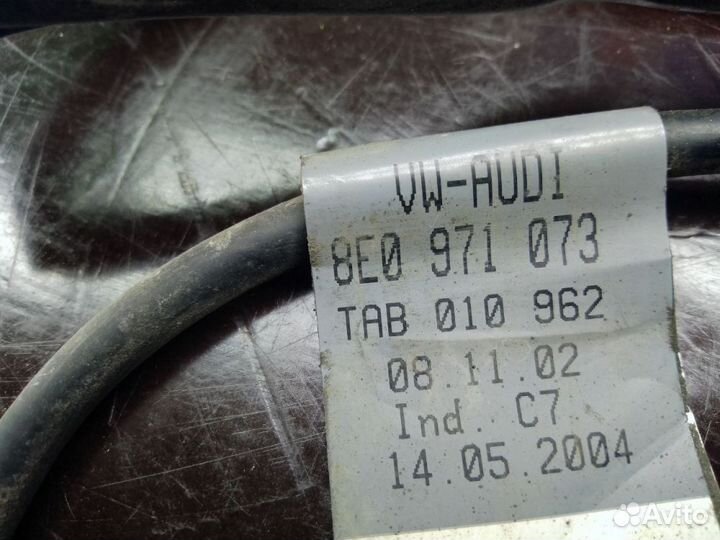 VW-AUDI
8E0 971 073
TAB 010 962
08.11.02
Ind. C7
14.05.2004
Avito